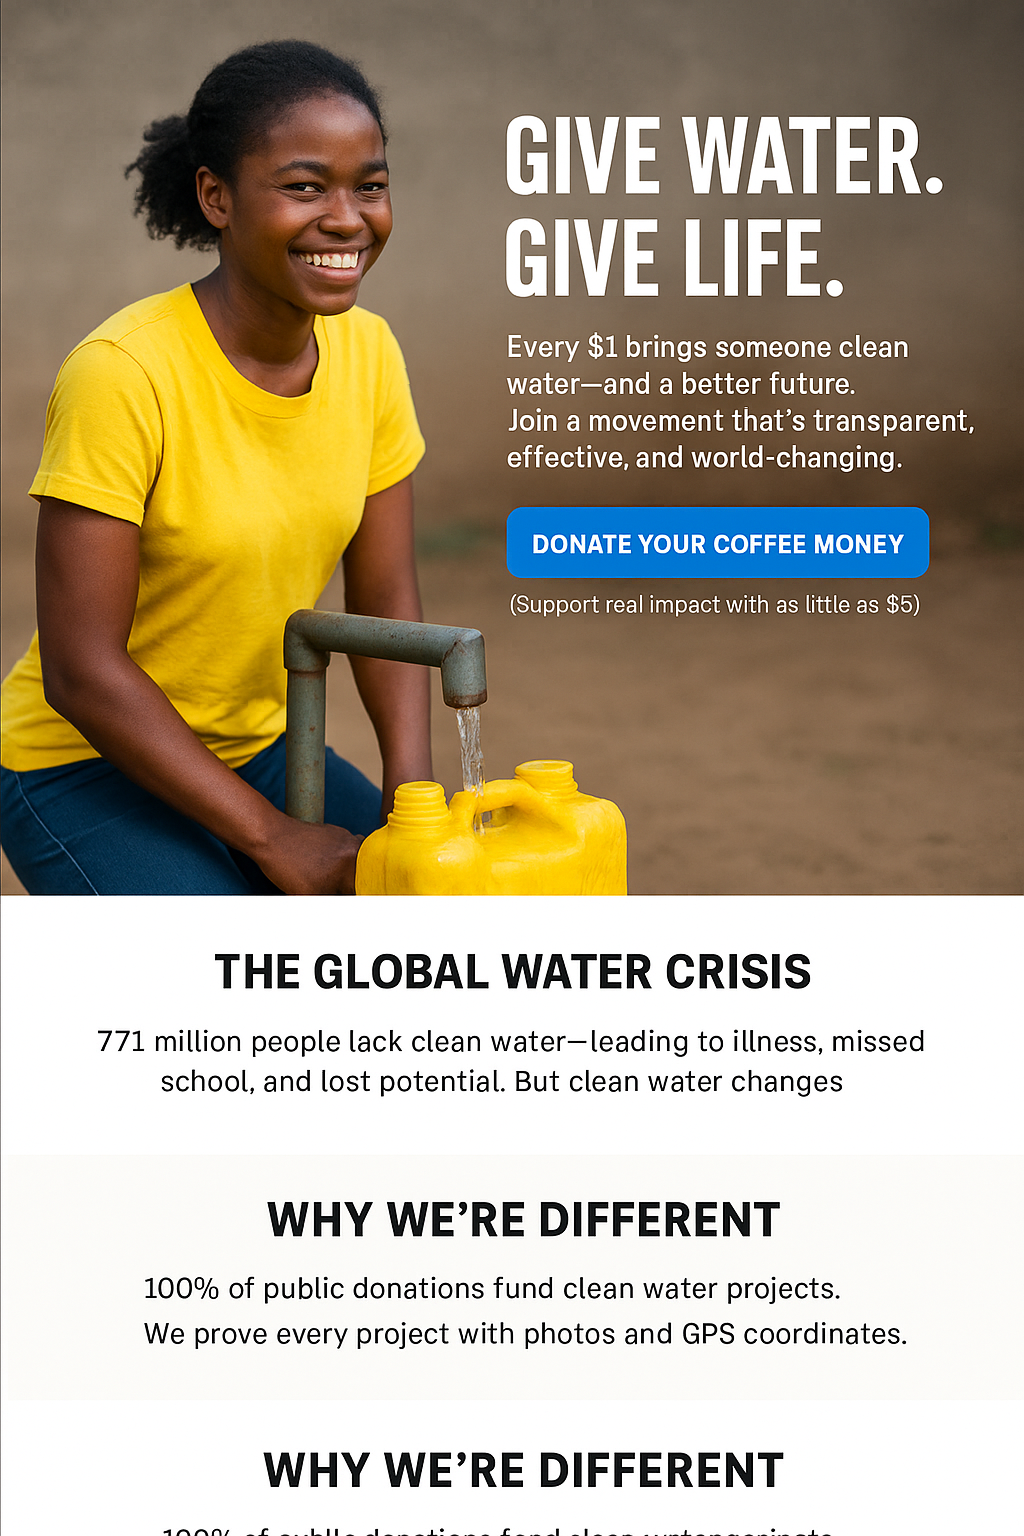 GIVE WATER.
GIVE LIFE.
Every $1 brings someone clean
water—and a better future.
Join a movement that’s transparent,
effective, and world-changing.
DONATE YOUR COFFEE MONEY
(Support real impact with as little as $5)
THE GLOBAL WATER CRISIS
771 million people lack clean water—leading to illness, missed
school, and lost potential. But clean water changes
WHY WE’RE DIFFERENT
100% of public donations fund clean water projects.
We prove every project with photos and GPS coordinates.
WHY WE’RE DIFFERENT